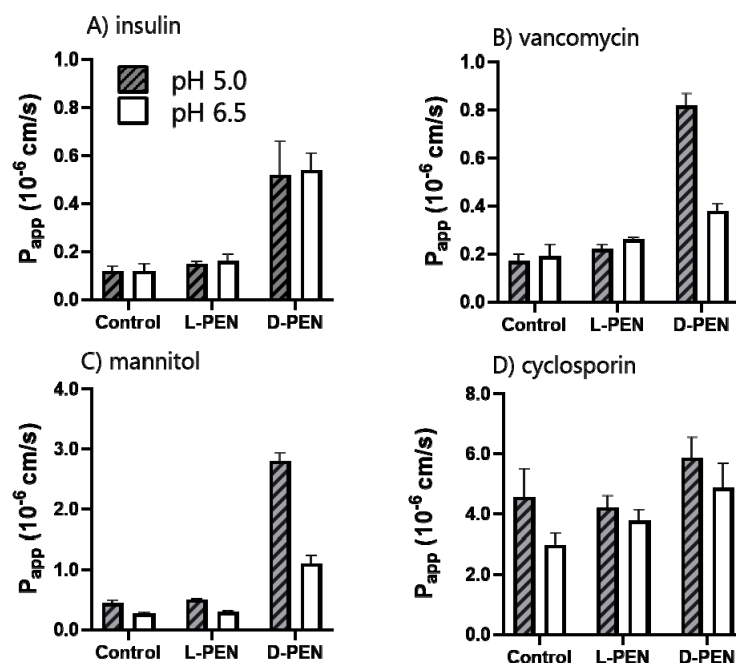 A) insulin
pH 5.0
pH 6.5
1.0
0.8
0.6
0.4
0.2
0.0
P_app (10^-6 cm/s)
Control L-PEN D-PEN
B) vancomycin
1.0
0.8
0.6
0.4
0.2
0.0
P_app (10^-6 cm/s)
Control L-PEN D-PEN
C) mannitol
4.0
3.0
2.0
1.0
0.0
P_app (10^-6 cm/s)
Control L-PEN D-PEN
D) cyclosporin
8.0
6.0
4.0
2.0
0.0
P_app (10^-6 cm/s)
Control L-PEN D-PEN